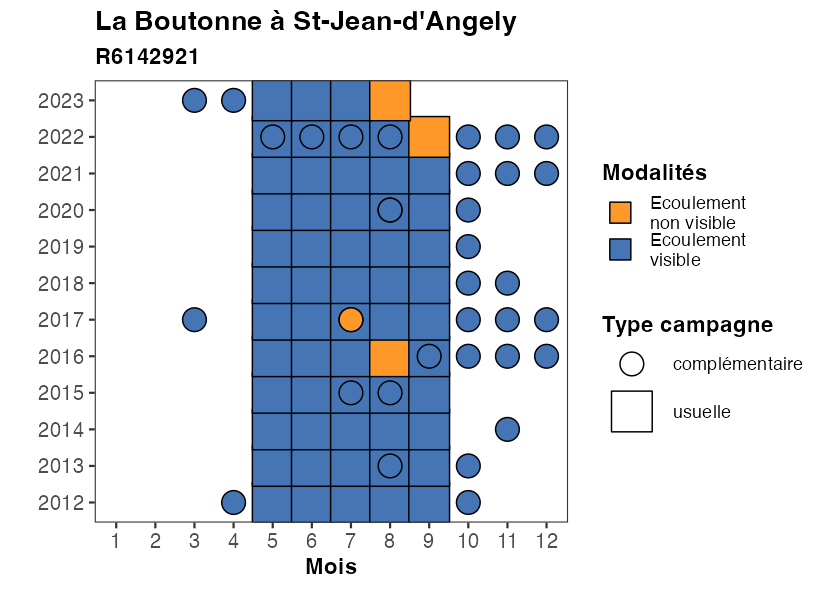 La Boutonne à St-Jean-d'Angely
R6142921
2023
2022
2021
2020
2019
2018
2017
2016
2015
2014
2013
2012
1 2 3 4 5 6 7 8 9 10 11 12
Mois
Modalités
Ecoulement
non visible
Ecoulement
visible
Type campagne
complémentaire
usuelle